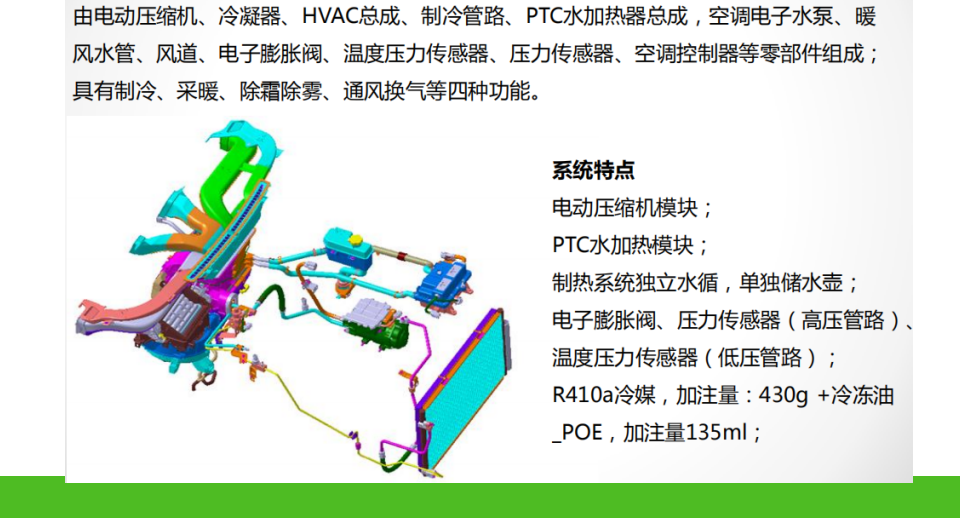 由电动压缩机、冷凝器、HVAC总成、制冷管路、PTC水加热器总成，空调电子水泵、暖
风水管、风道、电子膨胀阀、温度压力传感器、压力传感器、空调控制器等零部件组成；
具有制冷、采暖、除霜除雾、通风换气等四种功能。
系统特点
电动压缩机模块；
PTC水加热模块；
制热系统独立水循，单独储水壶；
电子膨胀阀、压力传感器（高压管路）、
温度压力传感器（低压管路）；
R410a冷媒，加注量：430g +冷冻油
_POE，加注量135ml；